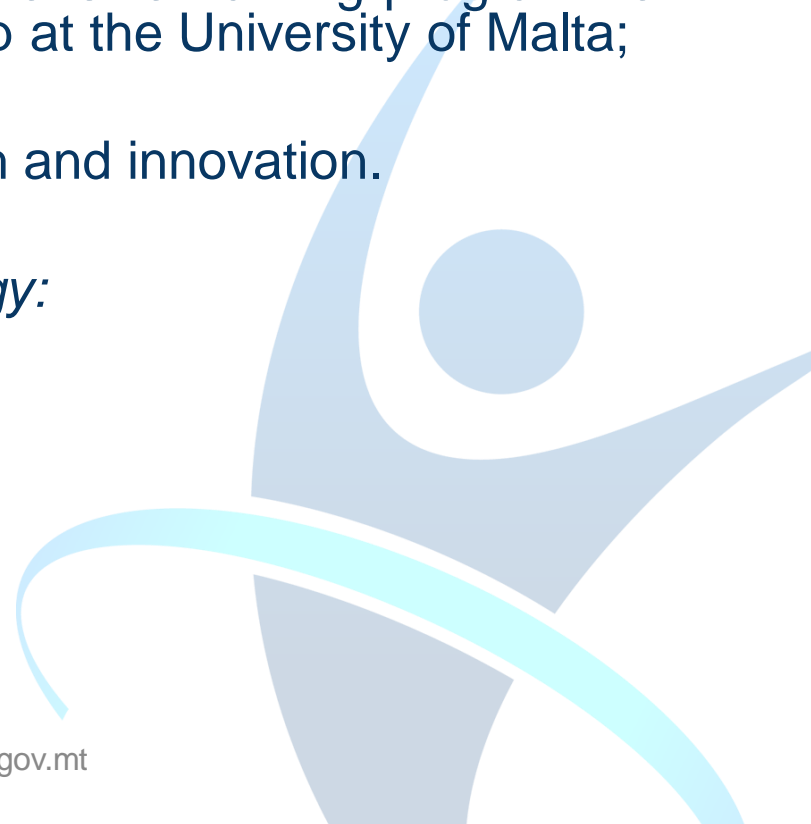 at the University of Malta;
and innovation.
gy:
gov.mt